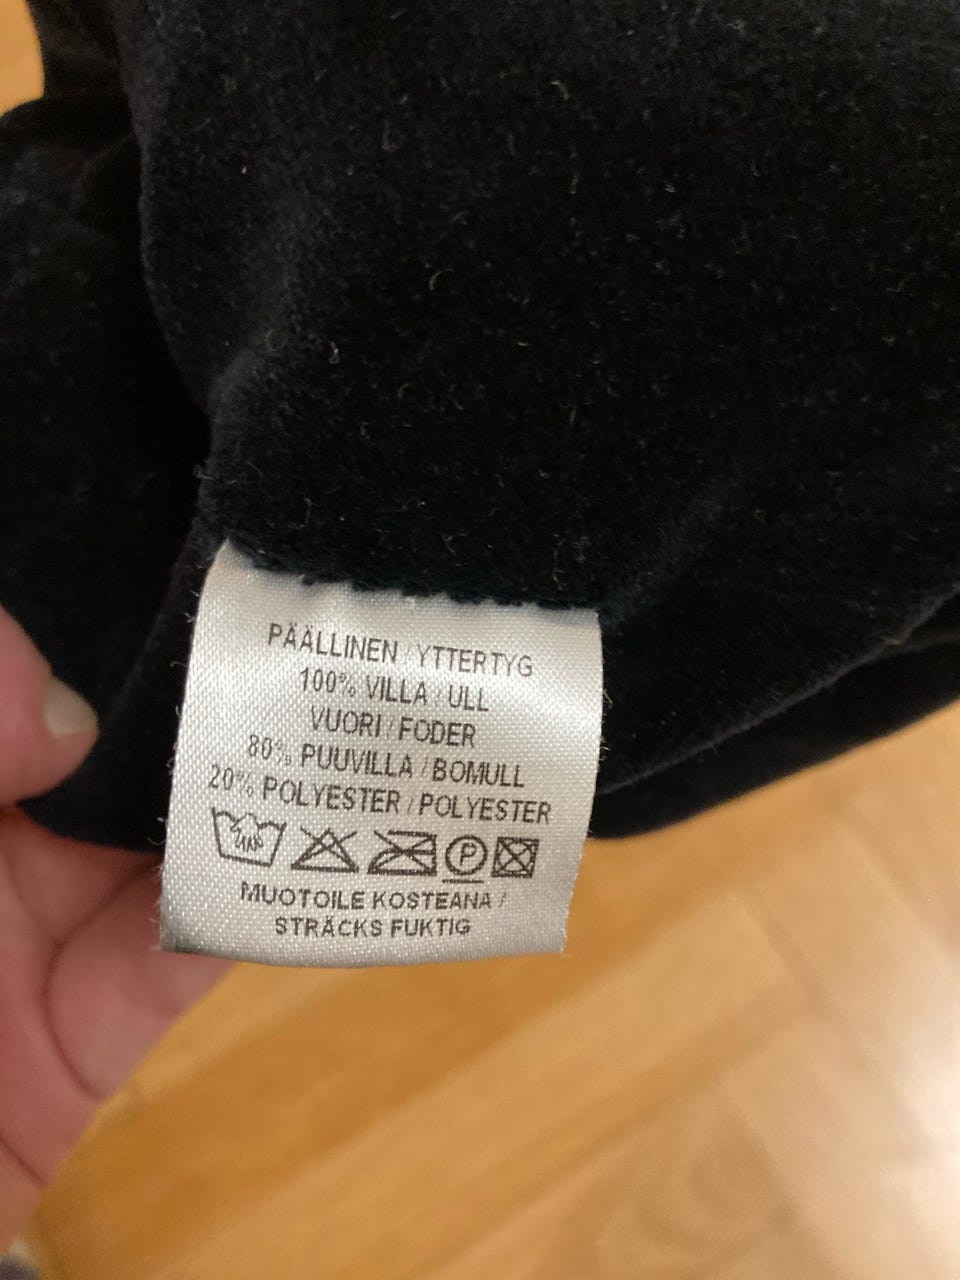 PÄÄLLINEN / YTTERTYG
100% VILLA / ULL
VUORI / FODER
80% PUUVILLA / BOMULL
20% POLYESTER / POLYESTER
P
MUOTOILE KOSTEANA /
STRÄCKS FUKTIG